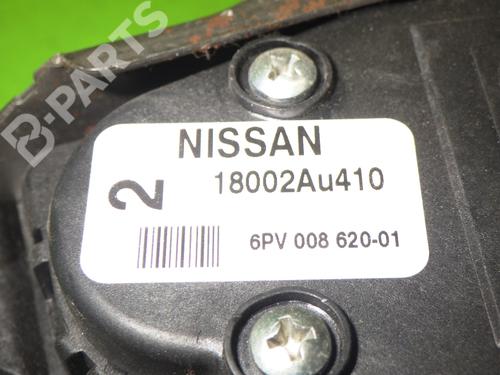 B-PARTS
NISSAN
2
18002Au410
6PV 008 620-01